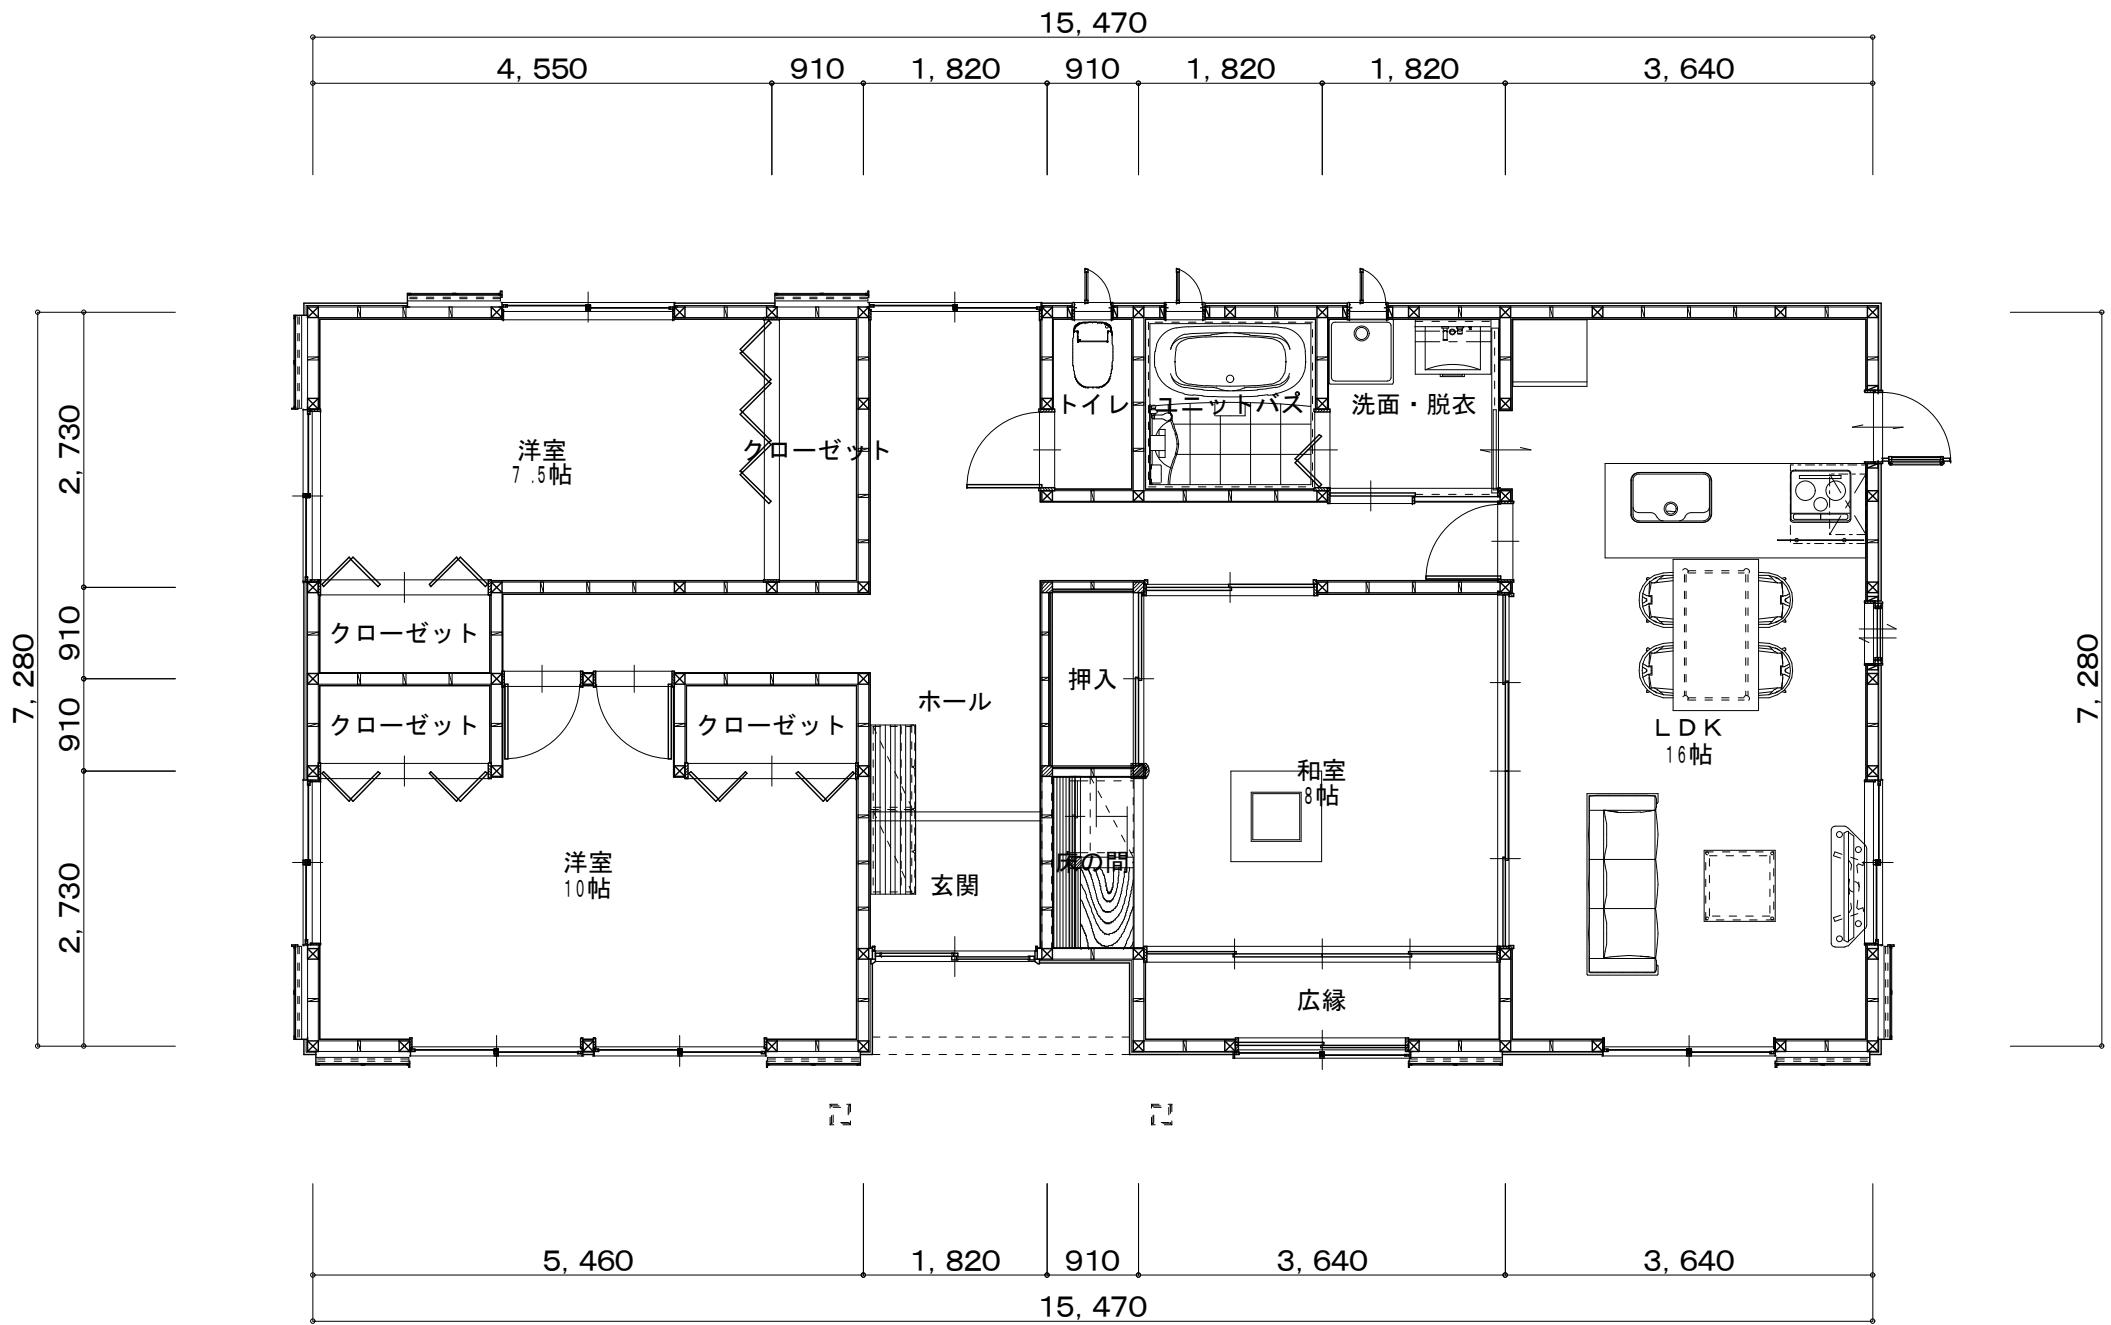 15,470
4,550
910
1,820
910
1,820
1,820
3,640
トイレ
ユニットバス
洗面・脱衣
洋室
7.5帖
クローゼット
2,730
910
910
2,730
7,280
7,280
クローゼット
クローゼット
クローゼット
ホール
押入
LDK
16帖
和室
8帖
洋室
10帖
玄関
床の間
広縁
5,460
1,820
910
3,640
3,640
15,470